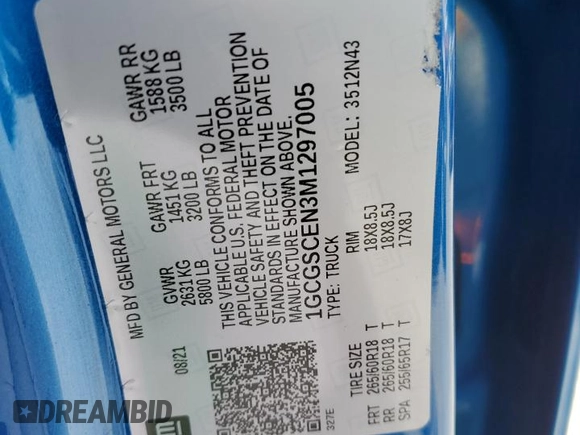 MFD BY GENERAL MOTORS LLC
08/21
GVWR
2631 KG
5800 LB
GAWR FRT
1451 KG
3200 LB
GAWR RR
1588 KG
3500 LB
THIS VEHICLE CONFORMS TO ALL
APPLICABLE U.S. FEDERAL MOTOR
VEHICLE SAFETY AND THEFT PREVENTION
STANDARDS IN EFFECT ON THE DATE OF
MANUFACTURE SHOWN ABOVE.
1GCGSCEN3M1297005
TYPE: TRUCK
MODEL: 3512N43
327E
TIRE SIZE RIM
FRT 265/60R18 T 18X8.5J
RR 265/60R18 T 18X8.5J
SPA 255/65R17 T 17X8J
gm
DREAMBID